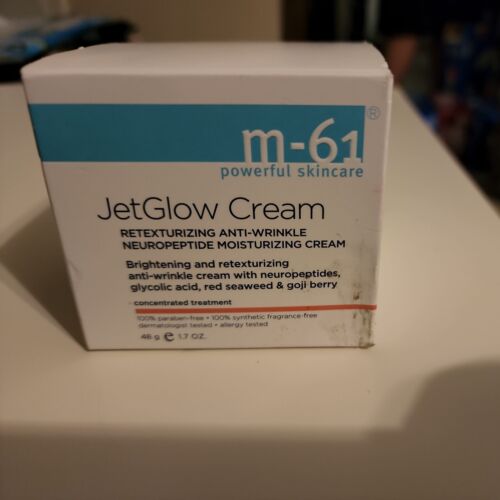 m-61®
powerful skincare
JetGlow Cream
RETEXTURIZING ANTI-WRINKLE
NEUROPEPTIDE MOISTURIZING CREAM
Brightening and retexturizing
anti-wrinkle cream with neuropeptides,
glycolic acid, red seaweed & goji berry
concentrated treatment
100% paraben-free • 100% synthetic fragrance-free
dermatologist tested • allergy tested
48 g ℮ 1.7 OZ.